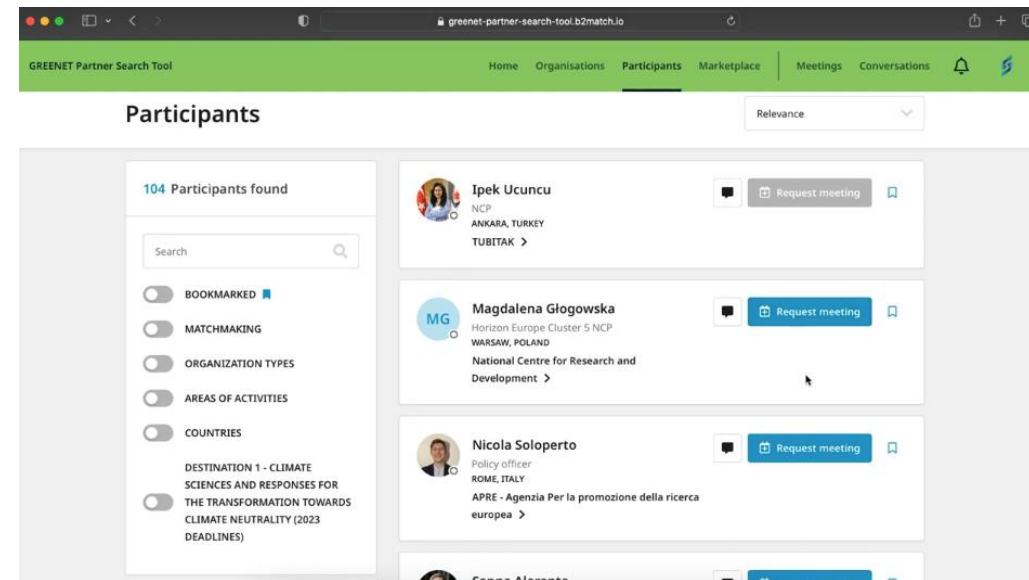 greenet-partner-search-tool.b2match.io
GREENET Partner Search Tool
Home Organisations Participants Marketplace Meetings Conversations
Participants
Relevance
104 Participants found
Search
BOOKMARKED
MATCHMAKING
ORGANIZATION TYPES
AREAS OF ACTIVITIES
COUNTRIES
DESTINATION 1 - CLIMATE
SCIENCES AND RESPONSES FOR
THE TRANSFORMATION TOWARDS
CLIMATE NEUTRALITY (2023
DEADLINES)
Ipek Ucuncu
Request meeting
NCP
ANKARA, TURKEY
TUBITAK
MG
Magdalena Głogowska
Request meeting
Horizon Europe Cluster 5 NCP
WARSAW, POLAND
National Centre for Research and
Development
Nicola Soloperto
Request meeting
Policy officer
ROME, ITALY
APRE - Agenzia Per la promozione della ricerca
europea